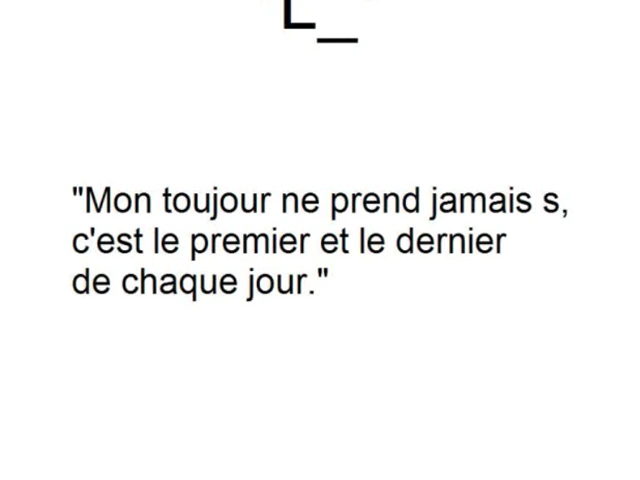 L_
"Mon toujour ne prend jamais s,
c'est le premier et le dernier
de chaque jour."